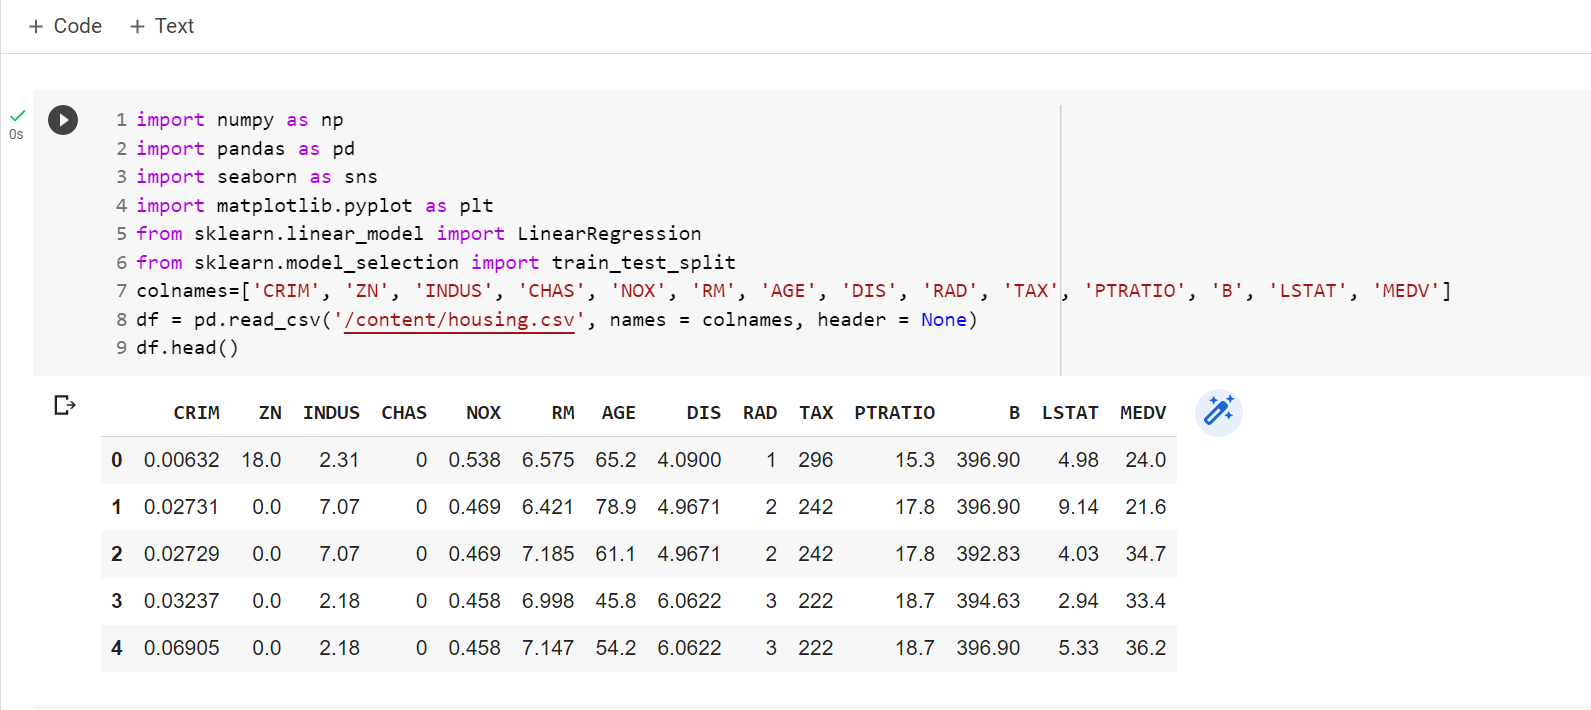 + Code + Text
0s
1 import numpy as np
2 import pandas as pd
3 import seaborn as sns
4 import matplotlib.pyplot as plt
5 from sklearn.linear_model import LinearRegression
6 from sklearn.model_selection import train_test_split
7 colnames=['CRIM', 'ZN', 'INDUS', 'CHAS', 'NOX', 'RM', 'AGE', 'DIS', 'RAD', 'TAX', 'PTRATIO', 'B', 'LSTAT', 'MEDV']
8 df = pd.read_csv('/content/housing.csv', names = colnames, header = None)
9 df.head()
CRIM ZN INDUS CHAS NOX RM AGE DIS RAD TAX PTRATIO B LSTAT MEDV
0 0.00632 18.0 2.31 0 0.538 6.575 65.2 4.0900 1 296 15.3 396.90 4.98 24.0
1 0.02731 0.0 7.07 0 0.469 6.421 78.9 4.9671 2 242 17.8 396.90 9.14 21.6
2 0.02729 0.0 7.07 0 0.469 7.185 61.1 4.9671 2 242 17.8 392.83 4.03 34.7
3 0.03237 0.0 2.18 0 0.458 6.998 45.8 6.0622 3 222 18.7 394.63 2.94 33.4
4 0.06905 0.0 2.18 0 0.458 7.147 54.2 6.0622 3 222 18.7 396.90 5.33 36.2